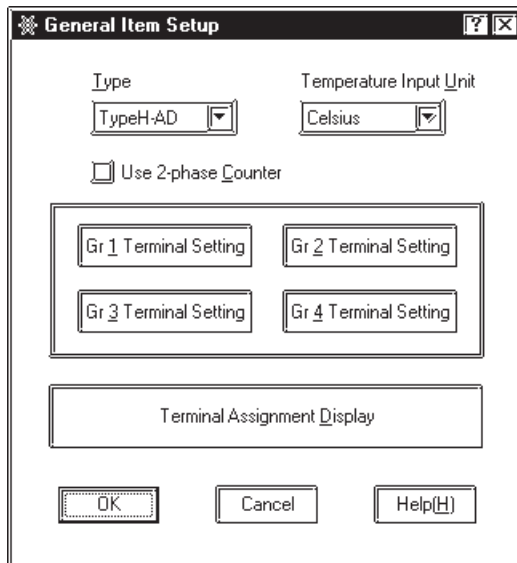 General Item Setup
Type Temperature Input Unit
TypeH-AD Celsius
Use 2-phase Counter
Gr 1 Terminal Setting Gr 2 Terminal Setting
Gr 3 Terminal Setting Gr 4 Terminal Setting
Terminal Assignment Display
OK Cancel Help(H)